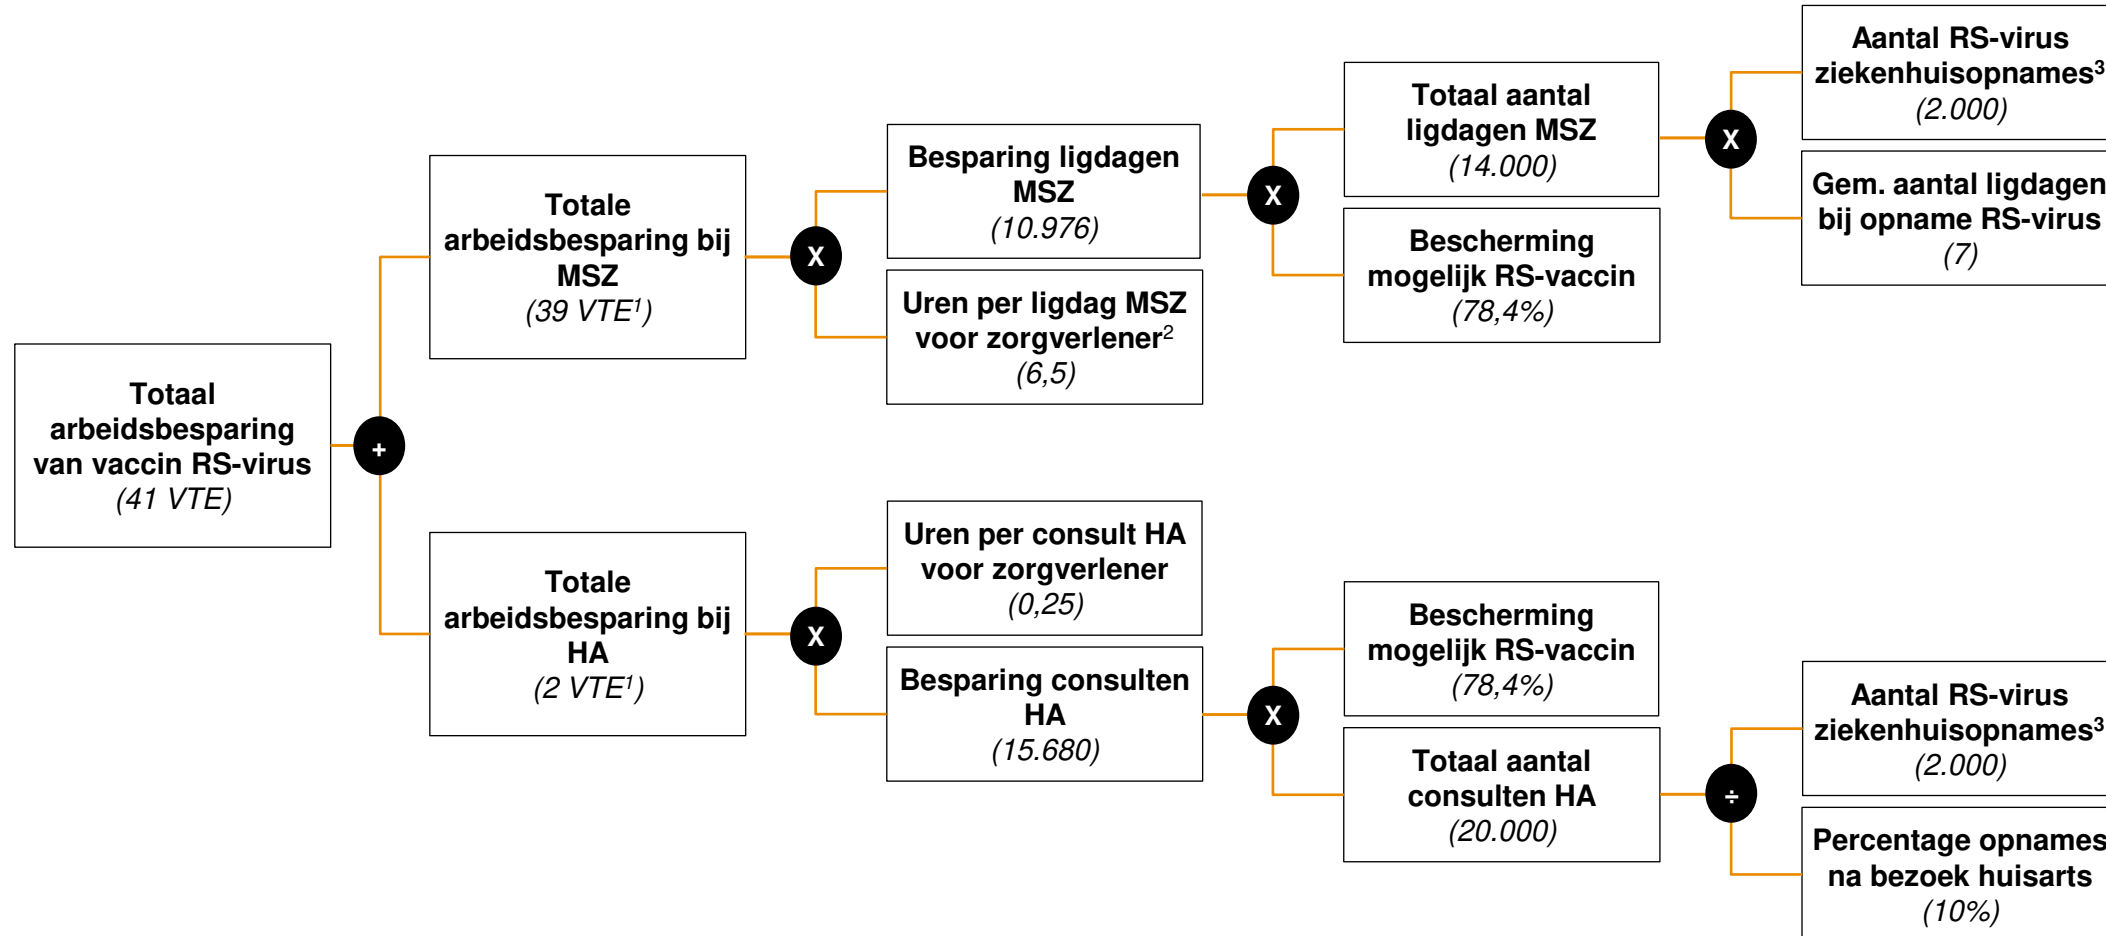 Totaal
arbeidsbesparing
van vaccin RS-virus
(41 VTE)
+
Totale
arbeidsbesparing bij
MSZ
(39 VTE¹)
X
Besparing ligdagen
MSZ
(10.976)
Uren per ligdag MSZ
voor zorgverlener²
(6,5)
X
Totaal aantal
ligdagen MSZ
(14.000)
Bescherming
mogelijk RS-vaccin
(78,4%)
X
Aantal RS-virus
ziekenhuisopnames³
(2.000)
Gem. aantal ligdagen
bij opname RS-virus
(7)
Totale
arbeidsbesparing bij
HA
(2 VTE¹)
X
Uren per consult HA
voor zorgverlener
(0,25)
Besparing consulten
HA
(15.680)
X
Bescherming
mogelijk RS-vaccin
(78,4%)
Totaal aantal
consulten HA
(20.000)
÷
Aantal RS-virus
ziekenhuisopnames³
(2.000)
Percentage opnames
na bezoek huisarts
(10%)